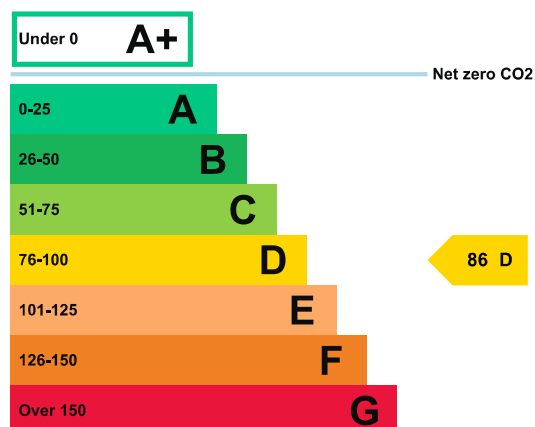 Under 0 A+
Net zero CO2
0-25 A
26-50 B
51-75 C
76-100 D
86 D
101-125 E
126-150 F
Over 150 G